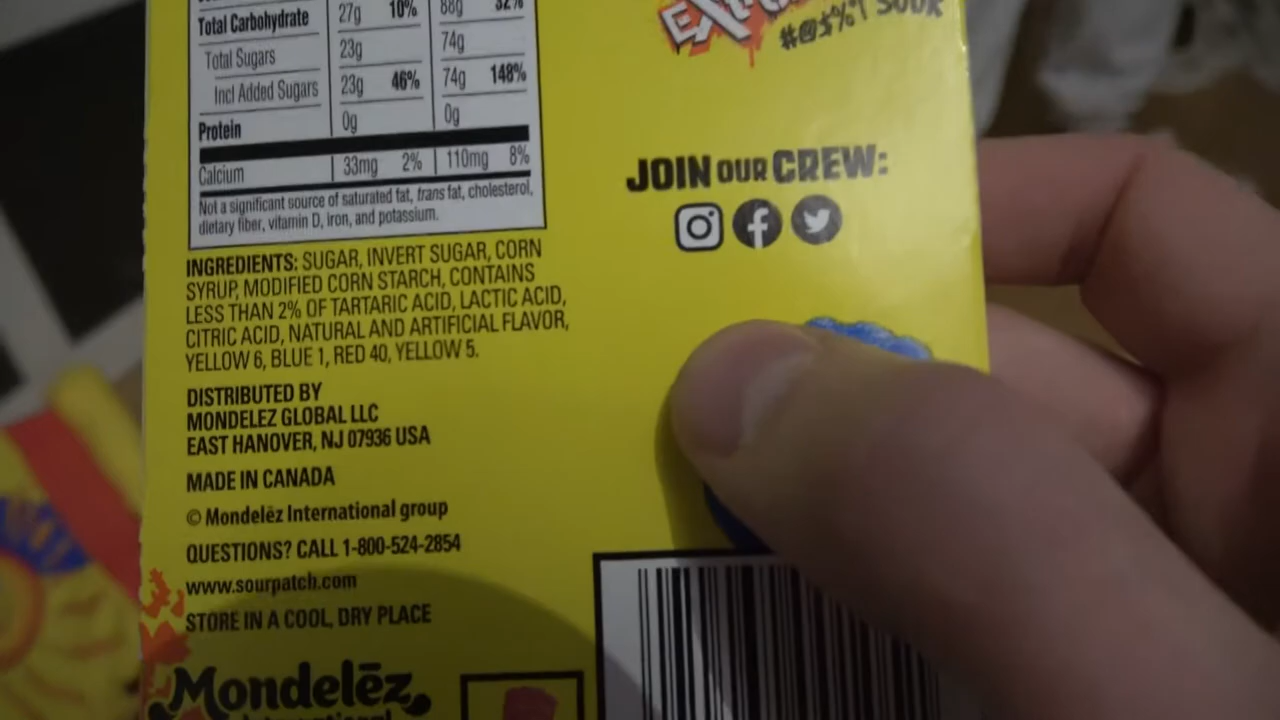 Total Carbohydrate 27g 10% 88g 32%
Total Sugars 23g 74g
Incl Added Sugars 23g 46% 74g 148%
Protein 0g 0g
Calcium 33mg 2% 110mg 8%
Not a significant source of saturated fat, trans fat, cholesterol,
dietary fiber, vitamin D, iron, and potassium.
INGREDIENTS: SUGAR, INVERT SUGAR, CORN
SYRUP, MODIFIED CORN STARCH, CONTAINS
LESS THAN 2% OF TARTARIC ACID, LACTIC ACID,
CITRIC ACID, NATURAL AND ARTIFICIAL FLAVOR,
YELLOW 6, BLUE 1, RED 40, YELLOW 5.
DISTRIBUTED BY
MONDELEZ GLOBAL LLC
EAST HANOVER, NJ 07936 USA
MADE IN CANADA
© Mondelēz International group
QUESTIONS? CALL 1-800-524-2854
www.sourpatch.com
STORE IN A COOL, DRY PLACE
Mondelēz
International
#@$%! SOUR
JOIN OUR CREW: